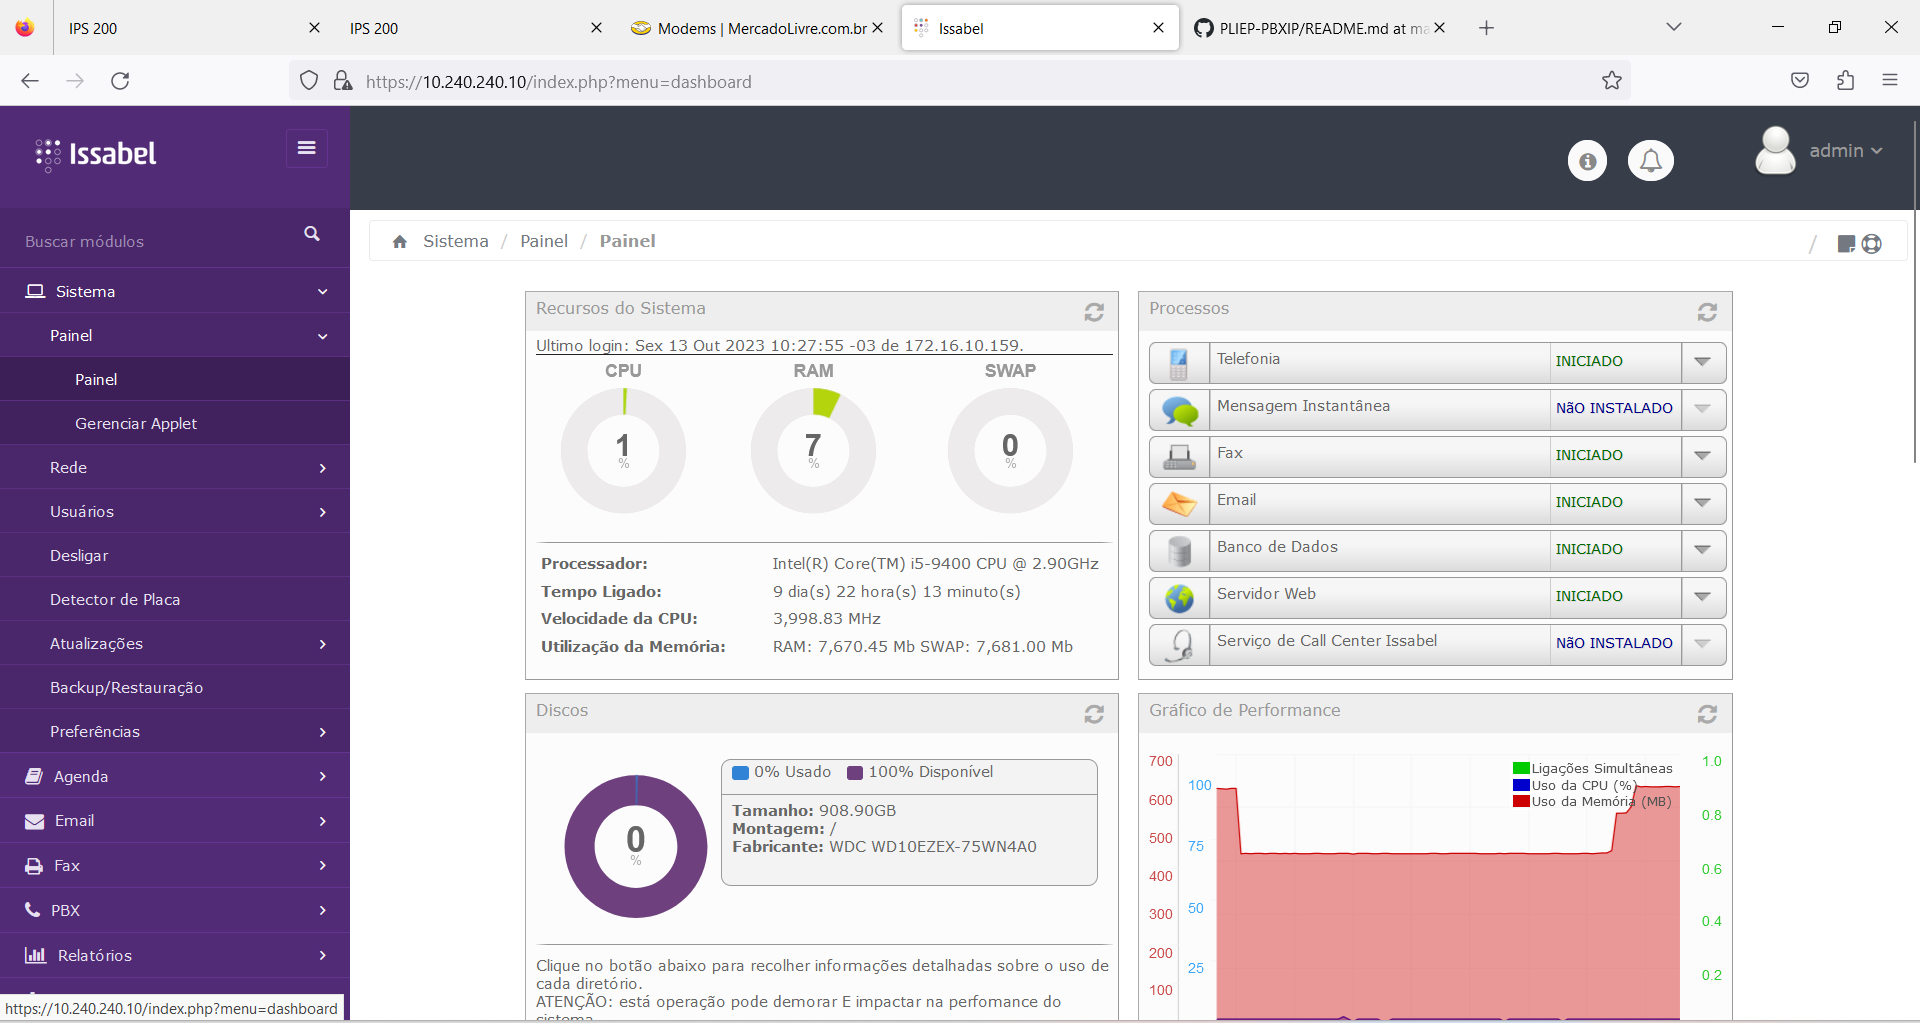 IPS 200
IPS 200
Modems | MercadoLivre.com.br
Issabel
PLIEP-PBXIP/README.md at ma
https://10.240.240.10/index.php?menu=dashboard
Issabel
admin
Buscar módulos
Sistema
Painel
Painel
Gerenciar Applet
Rede
Usuários
Desligar
Detector de Placa
Atualizações
Backup/Restauração
Preferências
Agenda
Email
Fax
PBX
Relatórios
https://10.240.240.10/index.php?menu=dashboard
Sistema / Painel / Painel
/
Recursos do Sistema
Ultimo login: Sex 13 Out 2023 10:27:55 -03 de 172.16.10.159.
CPU RAM SWAP
1 % 7 % 0 %
Processador: Intel(R) Core(TM) i5-9400 CPU @ 2.90GHz
Tempo Ligado: 9 dia(s) 22 hora(s) 13 minuto(s)
Velocidade da CPU: 3,998.83 MHz
Utilização da Memória: RAM: 7,670.45 Mb SWAP: 7,681.00 Mb
Processos
Telefonia INICIADO
Mensagem Instantânea NãO INSTALADO
Fax INICIADO
Email INICIADO
Banco de Dados INICIADO
Servidor Web INICIADO
Serviço de Call Center Issabel NãO INSTALADO
Discos
0% Usado 100% Disponível
0 %
Tamanho: 908.90GB
Montagem: /
Fabricante: WDC WD10EZEX-75WN4A0
Clique no botão abaixo para recolher informações detalhadas sobre o uso de
cada diretório.
ATENÇÃO: está operação pode demorar E impactar na perfomance do
sistema
Gráfico de Performance
Ligações Simultâneas
Uso da CPU (%)
Uso da Memória (MB)
700
600
500
400
300
200
100
100
75
50
25
1.0
0.8
0.6
0.4
0.2